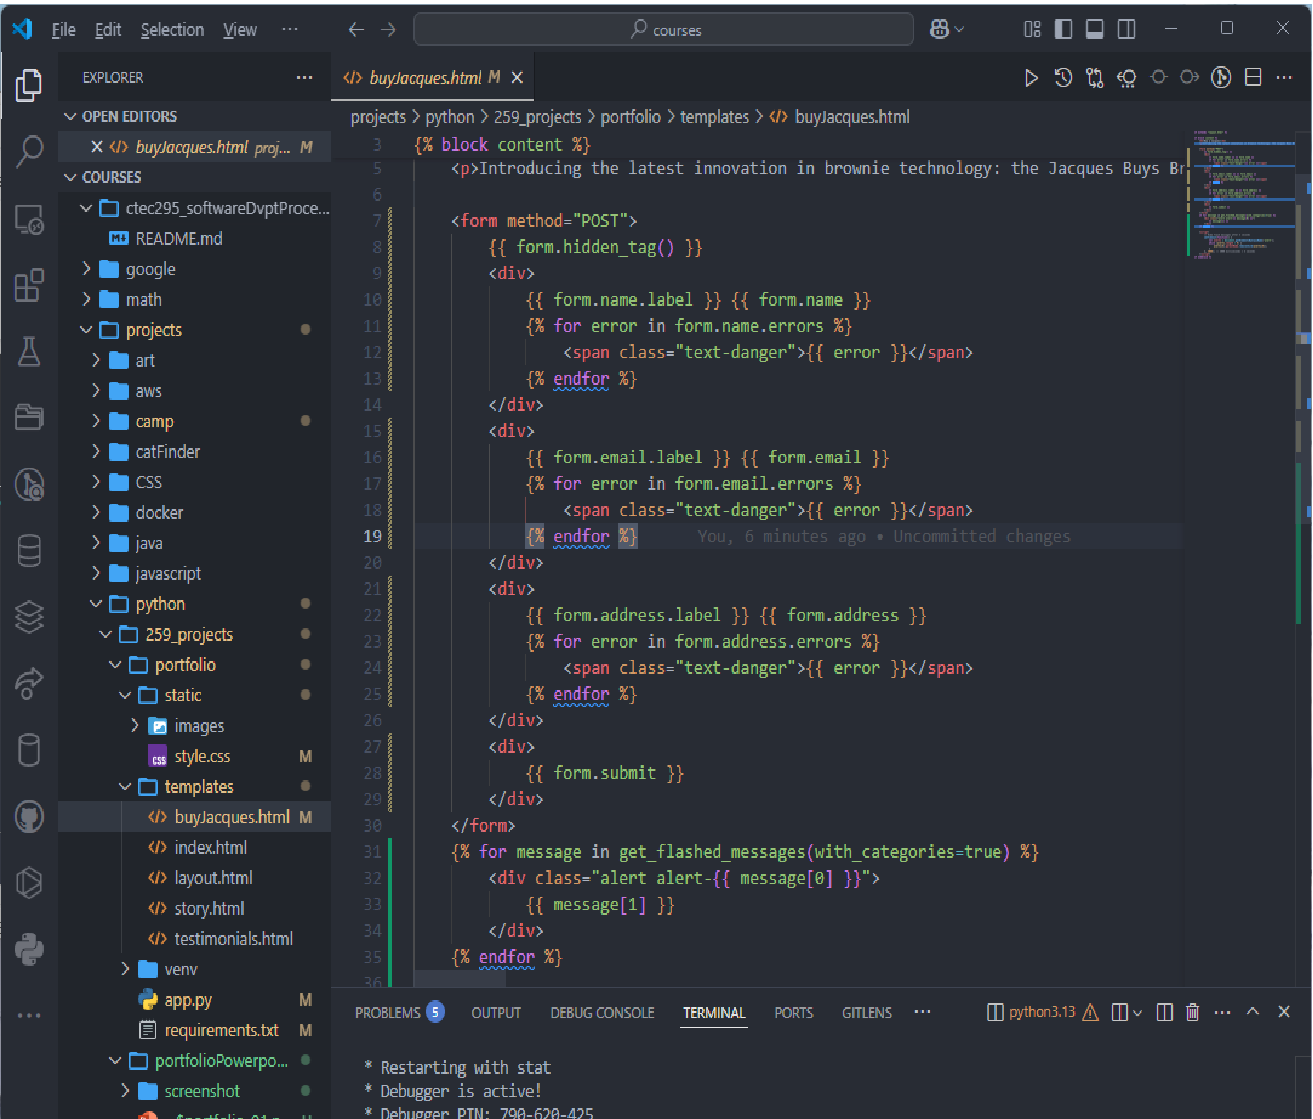 File Edit Selection View ··· courses
EXPLORER ···
OPEN EDITORS
buyJacques.html proj... M
COURSES
ctec295_softwareDvptProce...
README.md
google
math
projects
art
aws
camp
catFinder
CSS
docker
java
javascript
python
259_projects
portfolio
static
images
style.css M
templates
buyJacques.html M
index.html
layout.html
story.html
testimonials.html
venv
app.py M
requirements.txt M
portfolioPowerpo...
screenshot
buyJacques.html M
projects > python > 259_projects > portfolio > templates > buyJacques.html
3 {% block content %}
5 <p>Introducing the latest innovation in brownie technology: the Jacques Buys Br
6
7 <form method="POST">
8 {{ form.hidden_tag() }}
9 <div>
10 {{ form.name.label }} {{ form.name }}
11 {% for error in form.name.errors %}
12 <span class="text-danger">{{ error }}</span>
13 {% endfor %}
14 </div>
15 <div>
16 {{ form.email.label }} {{ form.email }}
17 {% for error in form.email.errors %}
18 <span class="text-danger">{{ error }}</span>
19 {% endfor %} You, 6 minutes ago • Uncommitted changes
20 </div>
21 <div>
22 {{ form.address.label }} {{ form.address }}
23 {% for error in form.address.errors %}
24 <span class="text-danger">{{ error }}</span>
25 {% endfor %}
26 </div>
27 <div>
28 {{ form.submit }}
29 </div>
30 </form>
31 {% for message in get_flashed_messages(with_categories=true) %}
32 <div class="alert alert-{{ message[0] }}">
33 {{ message[1] }}
34 </div>
35 {% endfor %}
36
PROBLEMS 5 OUTPUT DEBUG CONSOLE TERMINAL PORTS GITLENS ··· python3.13
* Restarting with stat
* Debugger is active!
* Debugger PIN: 790-620-425